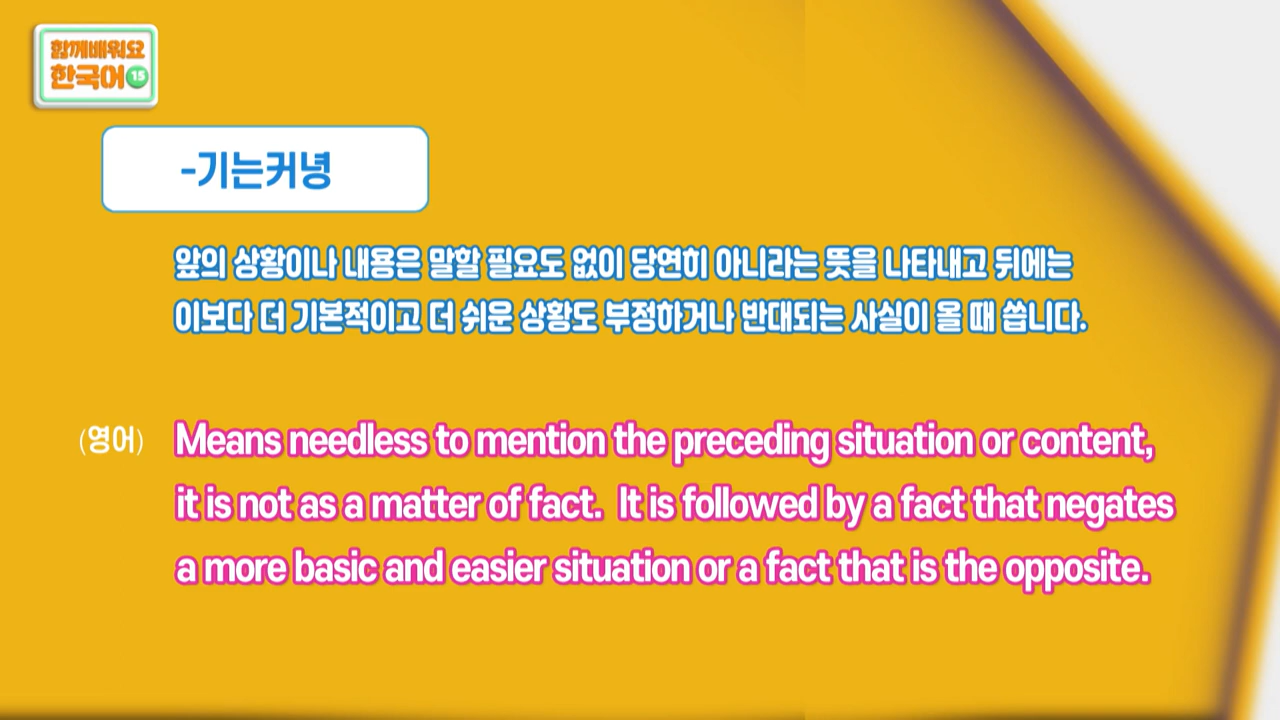 함께배워요
한국어 15
-기는커녕
앞의 상황이나 내용은 말할 필요도 없이 당연히 아니라는 뜻을 나타내고 뒤에는
이보다 더 기본적이고 더 쉬운 상황도 부정하거나 반대되는 사실이 올 때 씁니다.
(영어) Means needless to mention the preceding situation or content,
it is not as a matter of fact. It is followed by a fact that negates
a more basic and easier situation or a fact that is the opposite.